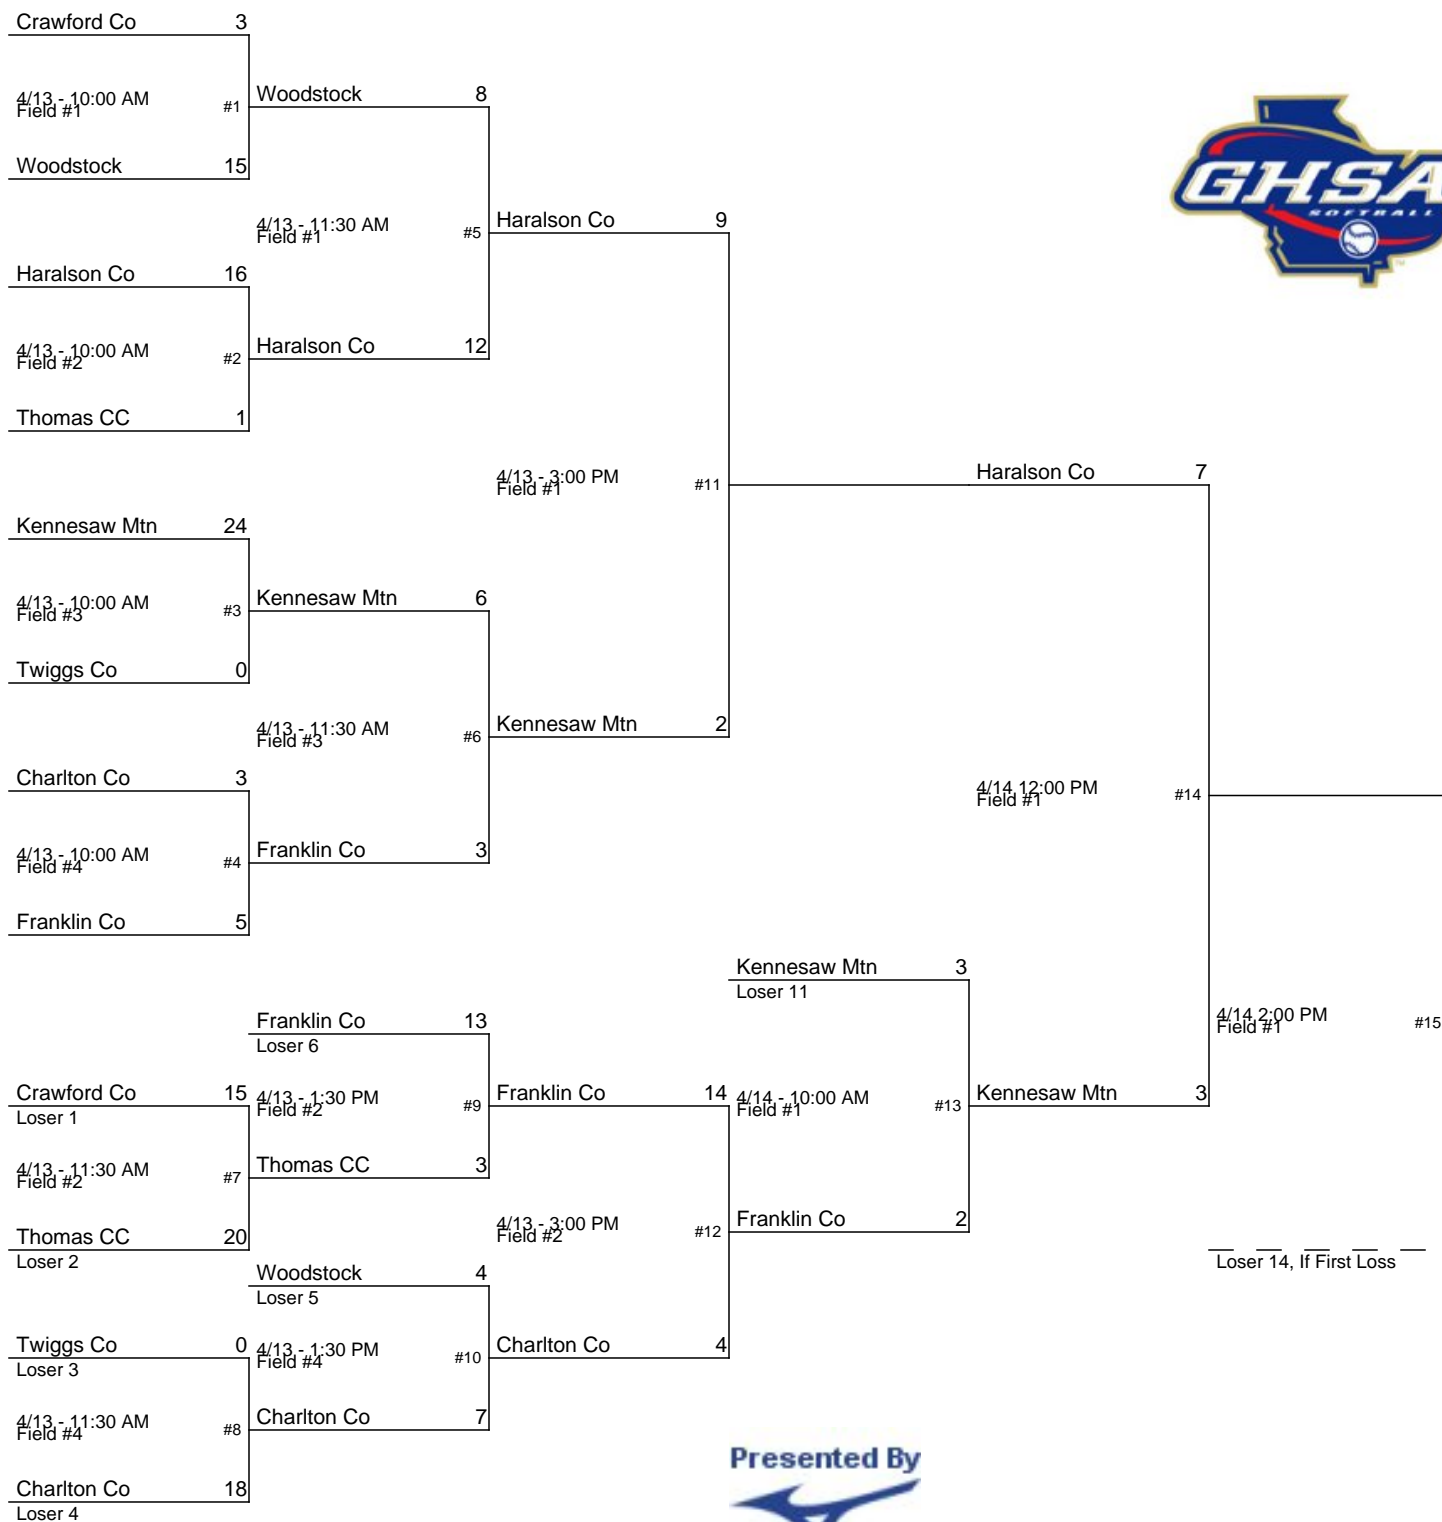 Crawford Co 3
4/13 - 10:00 AM
Field #1
#1
Woodstock 15
Woodstock 8
4/13 - 11:30 AM
Field #1
#5
Haralson Co 9
Haralson Co 16
4/13 - 10:00 AM
Field #2
#2
Haralson Co 12
Thomas CC 1
GHSA
SOFTBALL
TM
4/13 - 3:00 PM
Field #1
#11
Haralson Co 7
Kennesaw Mtn 24
4/13 - 10:00 AM
Field #3
#3
Kennesaw Mtn 6
Twiggs Co 0
4/13 - 11:30 AM
Field #3
#6
Kennesaw Mtn 2
Charlton Co 3
4/13 - 10:00 AM
Field #4
#4
Franklin Co 3
Franklin Co 5
4/14 12:00 PM
Field #1
#14
Kennesaw Mtn 3
Loser 11
Franklin Co 13
Loser 6
4/14 2:00 PM
Field #1
#15
Crawford Co 15
Loser 1
4/13 - 1:30 PM
Field #2
#9
Franklin Co 14
4/14 - 10:00 AM
Field #1
#13
Kennesaw Mtn 3
4/13 - 11:30 AM
Field #2
#7
Thomas CC 3
Thomas CC 20
Loser 2
4/13 - 3:00 PM
Field #2
#12
Franklin Co 2
Loser 14, If First Loss
Woodstock 4
Loser 5
Twiggs Co 0
Loser 3
4/13 - 1:30 PM
Field #4
#10
Charlton Co 4
4/13 - 11:30 AM
Field #4
#8
Charlton Co 7
Charlton Co 18
Loser 4
Presented By